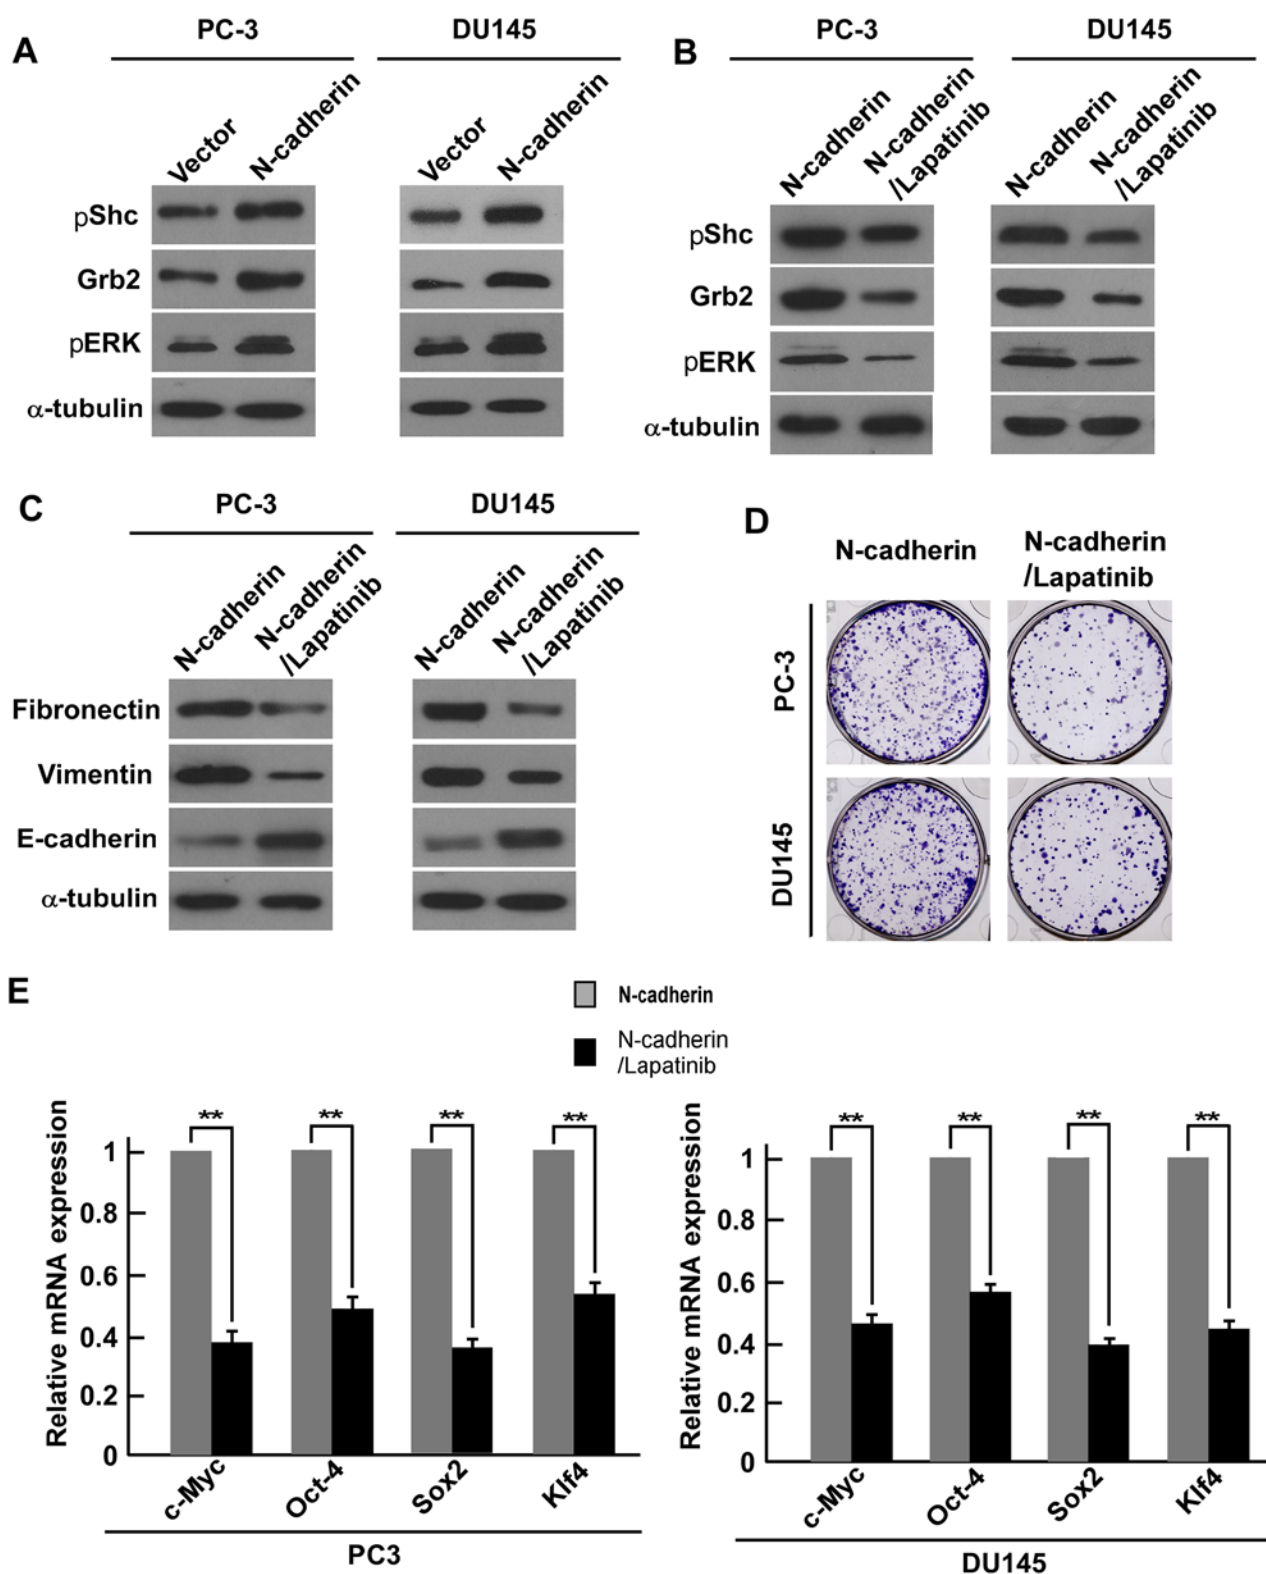 A
PC-3
DU145
Vector
N-cadherin
Vector
N-cadherin
pShc
Grb2
pERK
α-tubulin
B
PC-3
DU145
N-cadherin
N-cadherin
/Lapatinib
N-cadherin
N-cadherin
/Lapatinib
pShc
Grb2
pERK
α-tubulin
C
PC-3
DU145
N-cadherin
N-cadherin
/Lapatinib
N-cadherin
N-cadherin
/Lapatinib
Fibronectin
Vimentin
E-cadherin
α-tubulin
D
N-cadherin
N-cadherin
/Lapatinib
PC-3
DU145
E
N-cadherin
N-cadherin
/Lapatinib
Relative mRNA expression
1
0.8
0.6
0.4
0.2
0
**
**
**
**
c-Myc
Oct-4
Sox2
Klf4
PC3
Relative mRNA expression
1
0.8
0.6
0.4
0.2
0
**
**
**
**
c-Myc
Oct-4
Sox2
Klf4
DU145